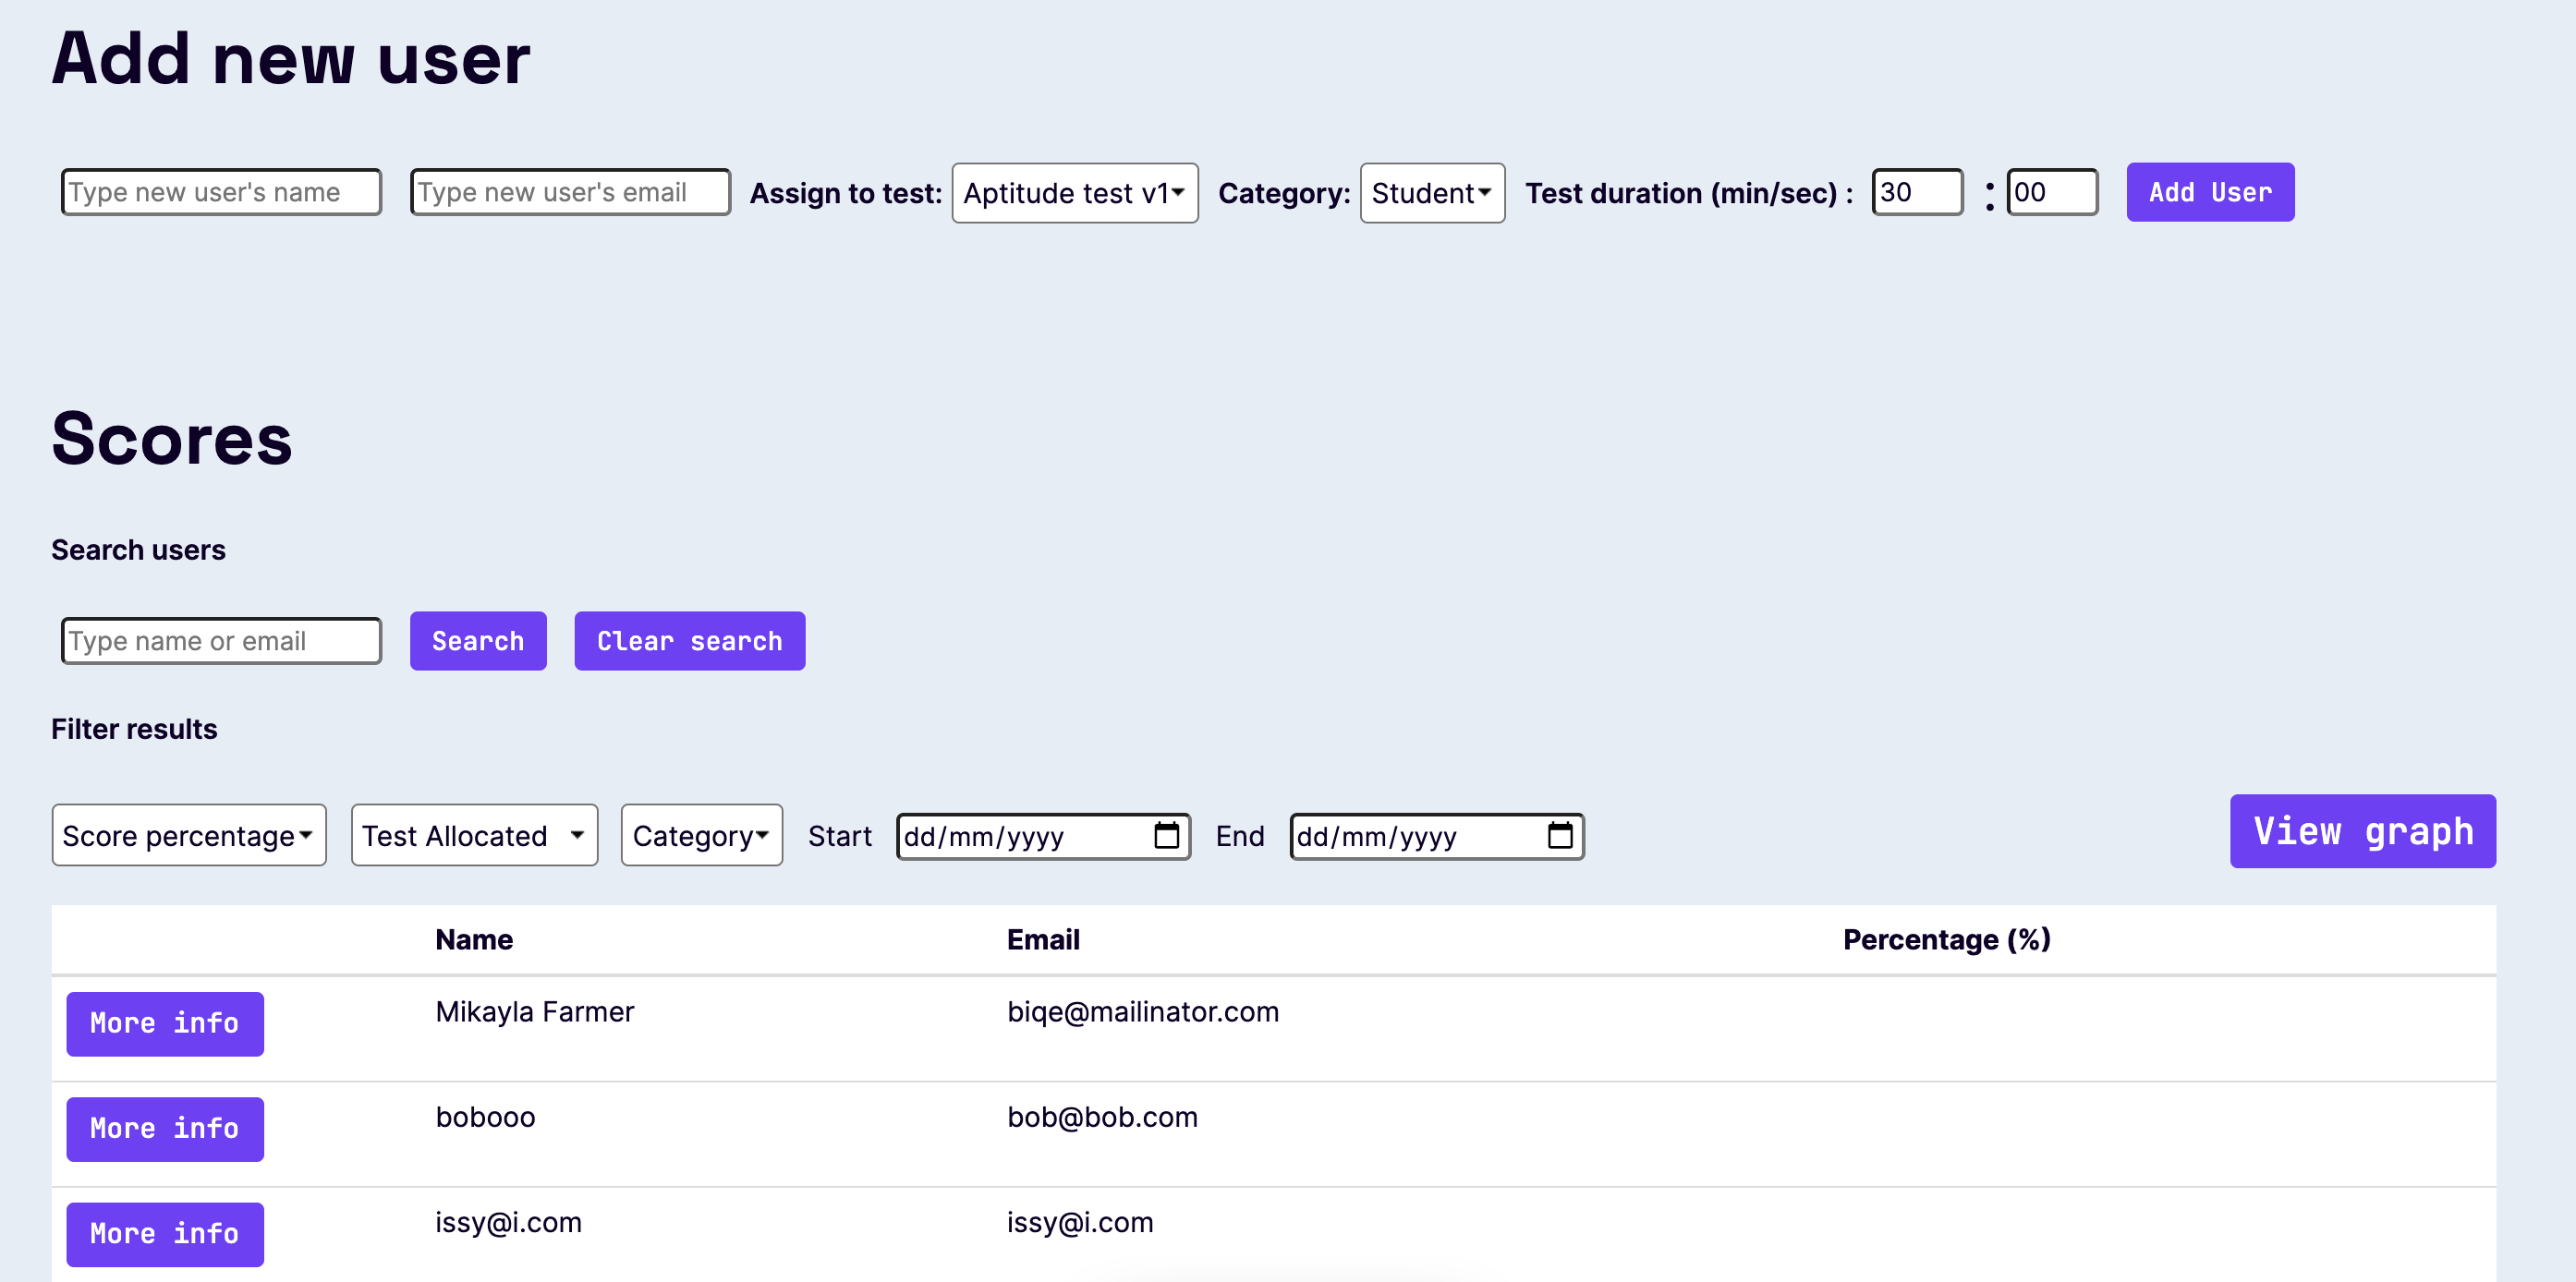 Add new user
Type new user's name Type new user's email Assign to test: Aptitude test v1 Category: Student Test duration (min/sec) : 30 : 00 Add User
Scores
Search users
Type name or email Search Clear search
Filter results
Score percentage Test Allocated Category Start dd/mm/yyyy End dd/mm/yyyy View graph
Name Email Percentage (%)
More info Mikayla Farmer biqe@mailinator.com
More info bobooo bob@bob.com
More info issy@i.com issy@i.com